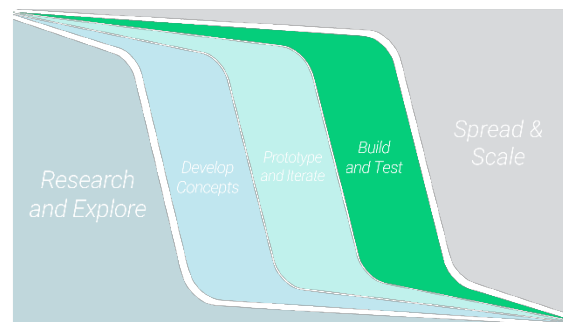 Research
and Explore
Develop
Concepts
Prototype
and Iterate
Build
and Test
Spread &
Scale